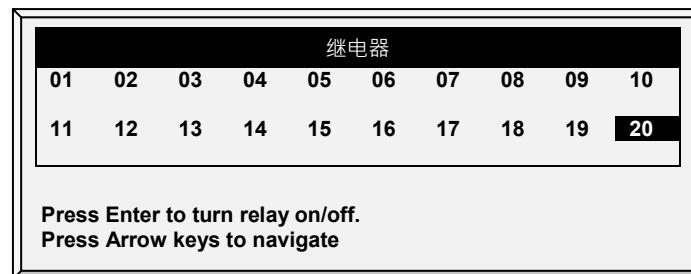 继电器
01 02 03 04 05 06 07 08 09 10
11 12 13 14 15 16 17 18 19 20
Press Enter to turn relay on/off.
Press Arrow keys to navigate